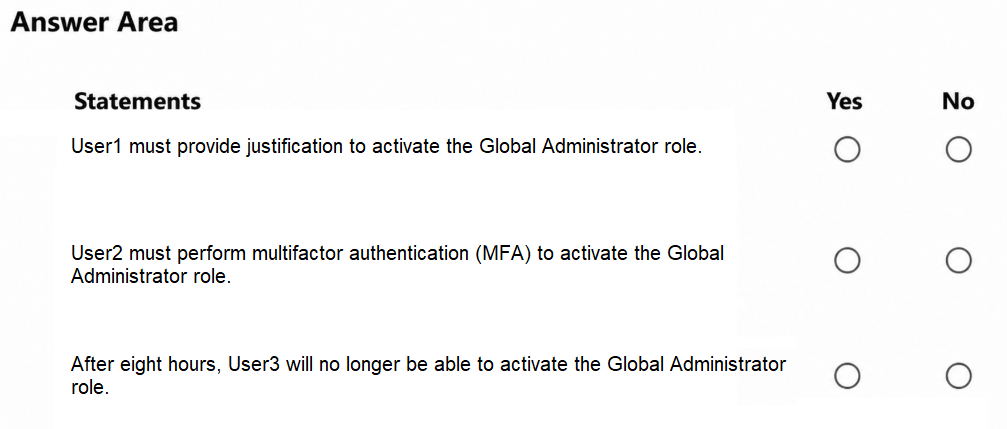 Answer Area
Statements Yes No
User1 must provide justification to activate the Global Administrator role.
User2 must perform multifactor authentication (MFA) to activate the Global
Administrator role.
After eight hours, User3 will no longer be able to activate the Global Administrator
role.